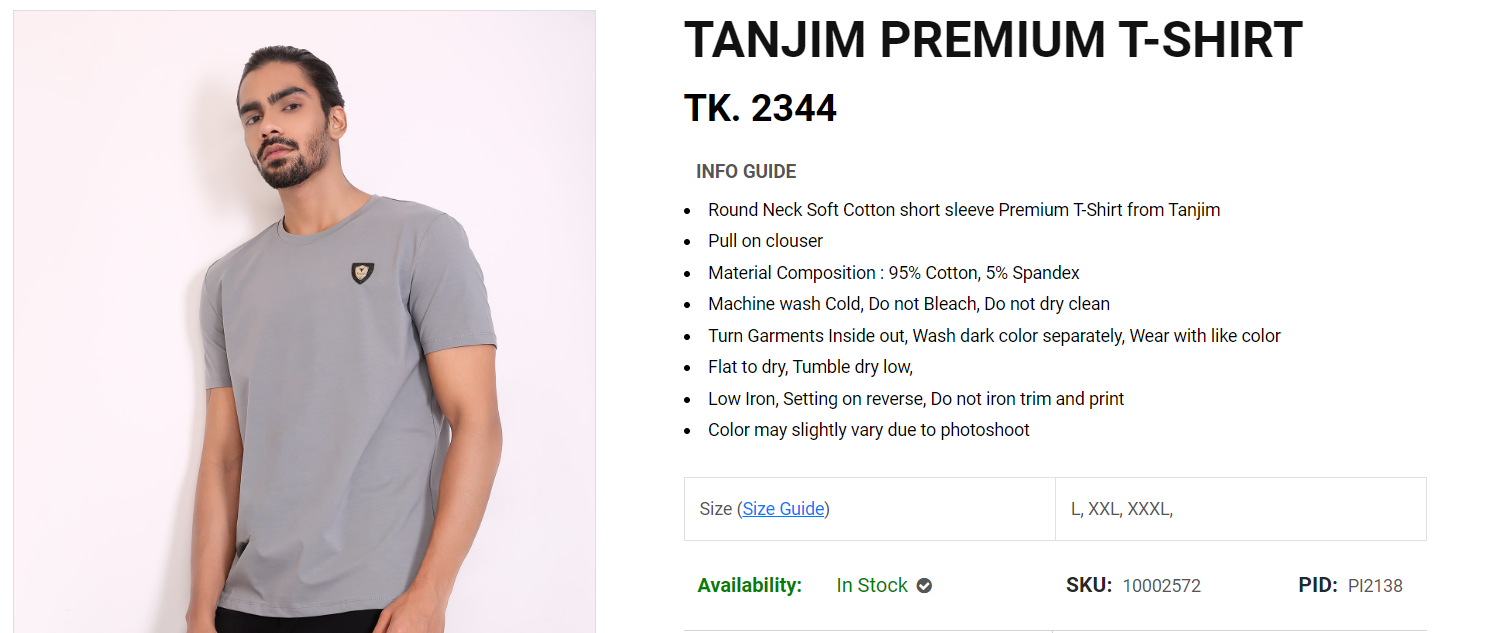 TANJIM PREMIUM T-SHIRT
TK. 2344
INFO GUIDE
Round Neck Soft Cotton short sleeve Premium T-Shirt from Tanjim
Pull on clouser
Material Composition : 95% Cotton, 5% Spandex
Machine wash Cold, Do not Bleach, Do not dry clean
Turn Garments Inside out, Wash dark color separately, Wear with like color
Flat to dry, Tumble dry low,
Low Iron, Setting on reverse, Do not iron trim and print
Color may slightly vary due to photoshoot
Size (Size Guide) L, XXL, XXXL,
Availability: In Stock SKU: 10002572 PID: PI2138